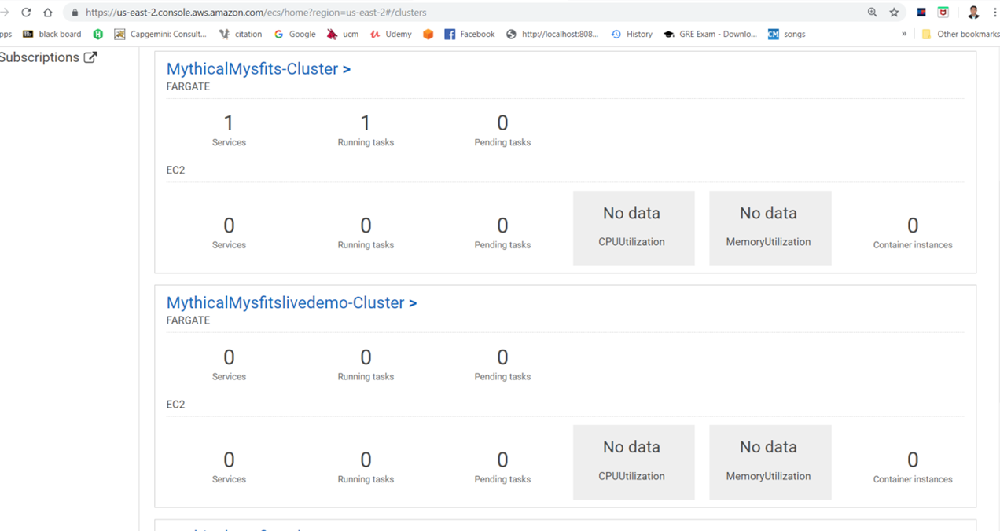 https://us-east-2.console.aws.amazon.com/ecs/home?region=us-east-2#/clusters
pps Bb black board H Capgemini: Consult... citation Google ucm Udemy Facebook http://localhost:808... History GRE Exam - Downlo... CM songs » Other bookmarks
Subscriptions
MythicalMysfits-Cluster >
FARGATE
1 1 0
Services Running tasks Pending tasks
EC2
No data No data
0 0 0 0
Services Running tasks Pending tasks CPUUtilization MemoryUtilization Container instances
MythicalMysfitslivedemo-Cluster >
FARGATE
0 0 0
Services Running tasks Pending tasks
EC2
No data No data
0 0 0 0
Services Running tasks Pending tasks CPUUtilization MemoryUtilization Container instances